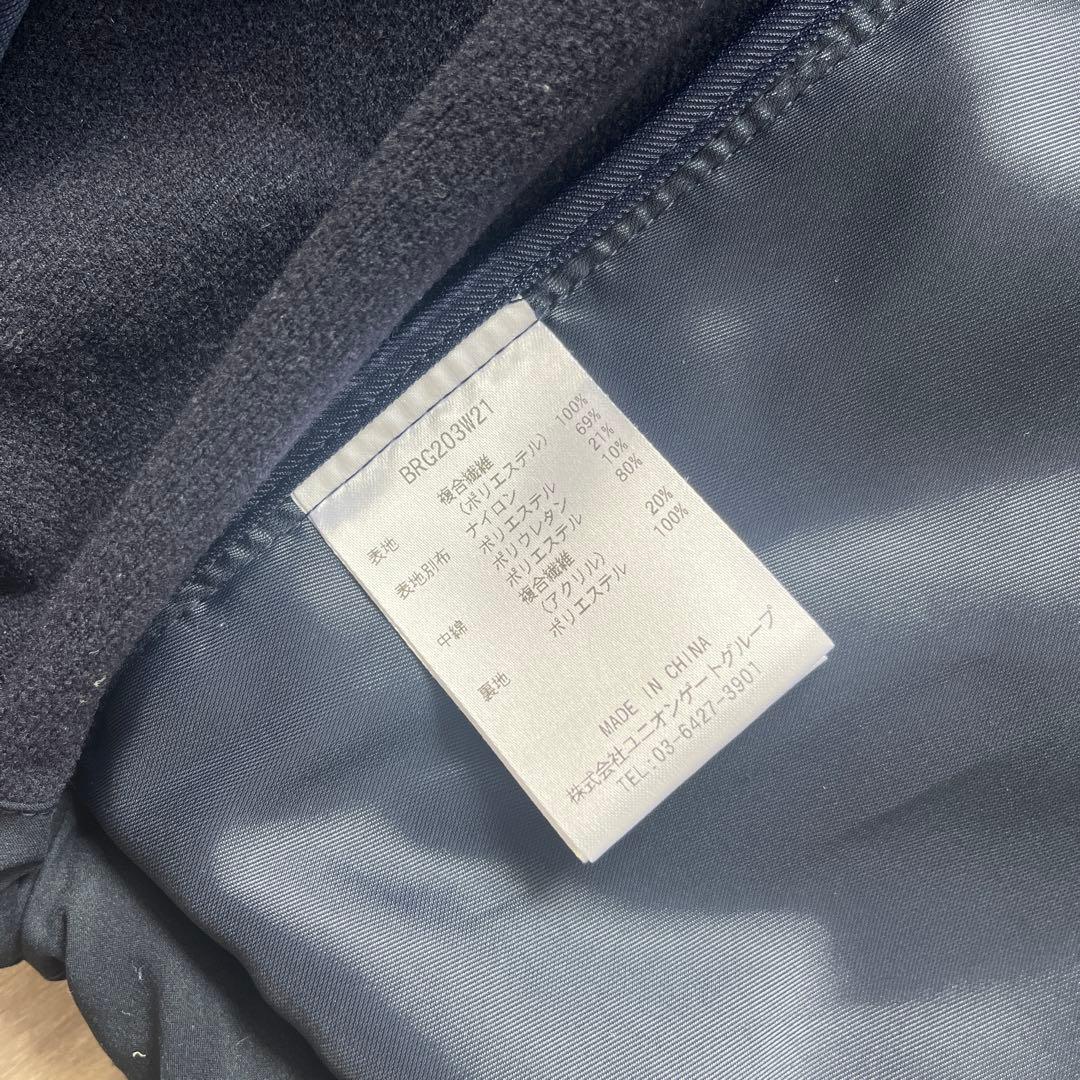 BRG203W21
表地 複合繊維
(ポリエステル) 100%
表地別布 ナイロン 69%
ポリエステル 21%
ポリウレタン 10%
中綿 ポリエステル 80%
複合繊維
(アクリル) 20%
裏地 ポリエステル 100%
MADE IN CHINA
株式会社ユニオンゲートグループ
TEL:03-6427-3901